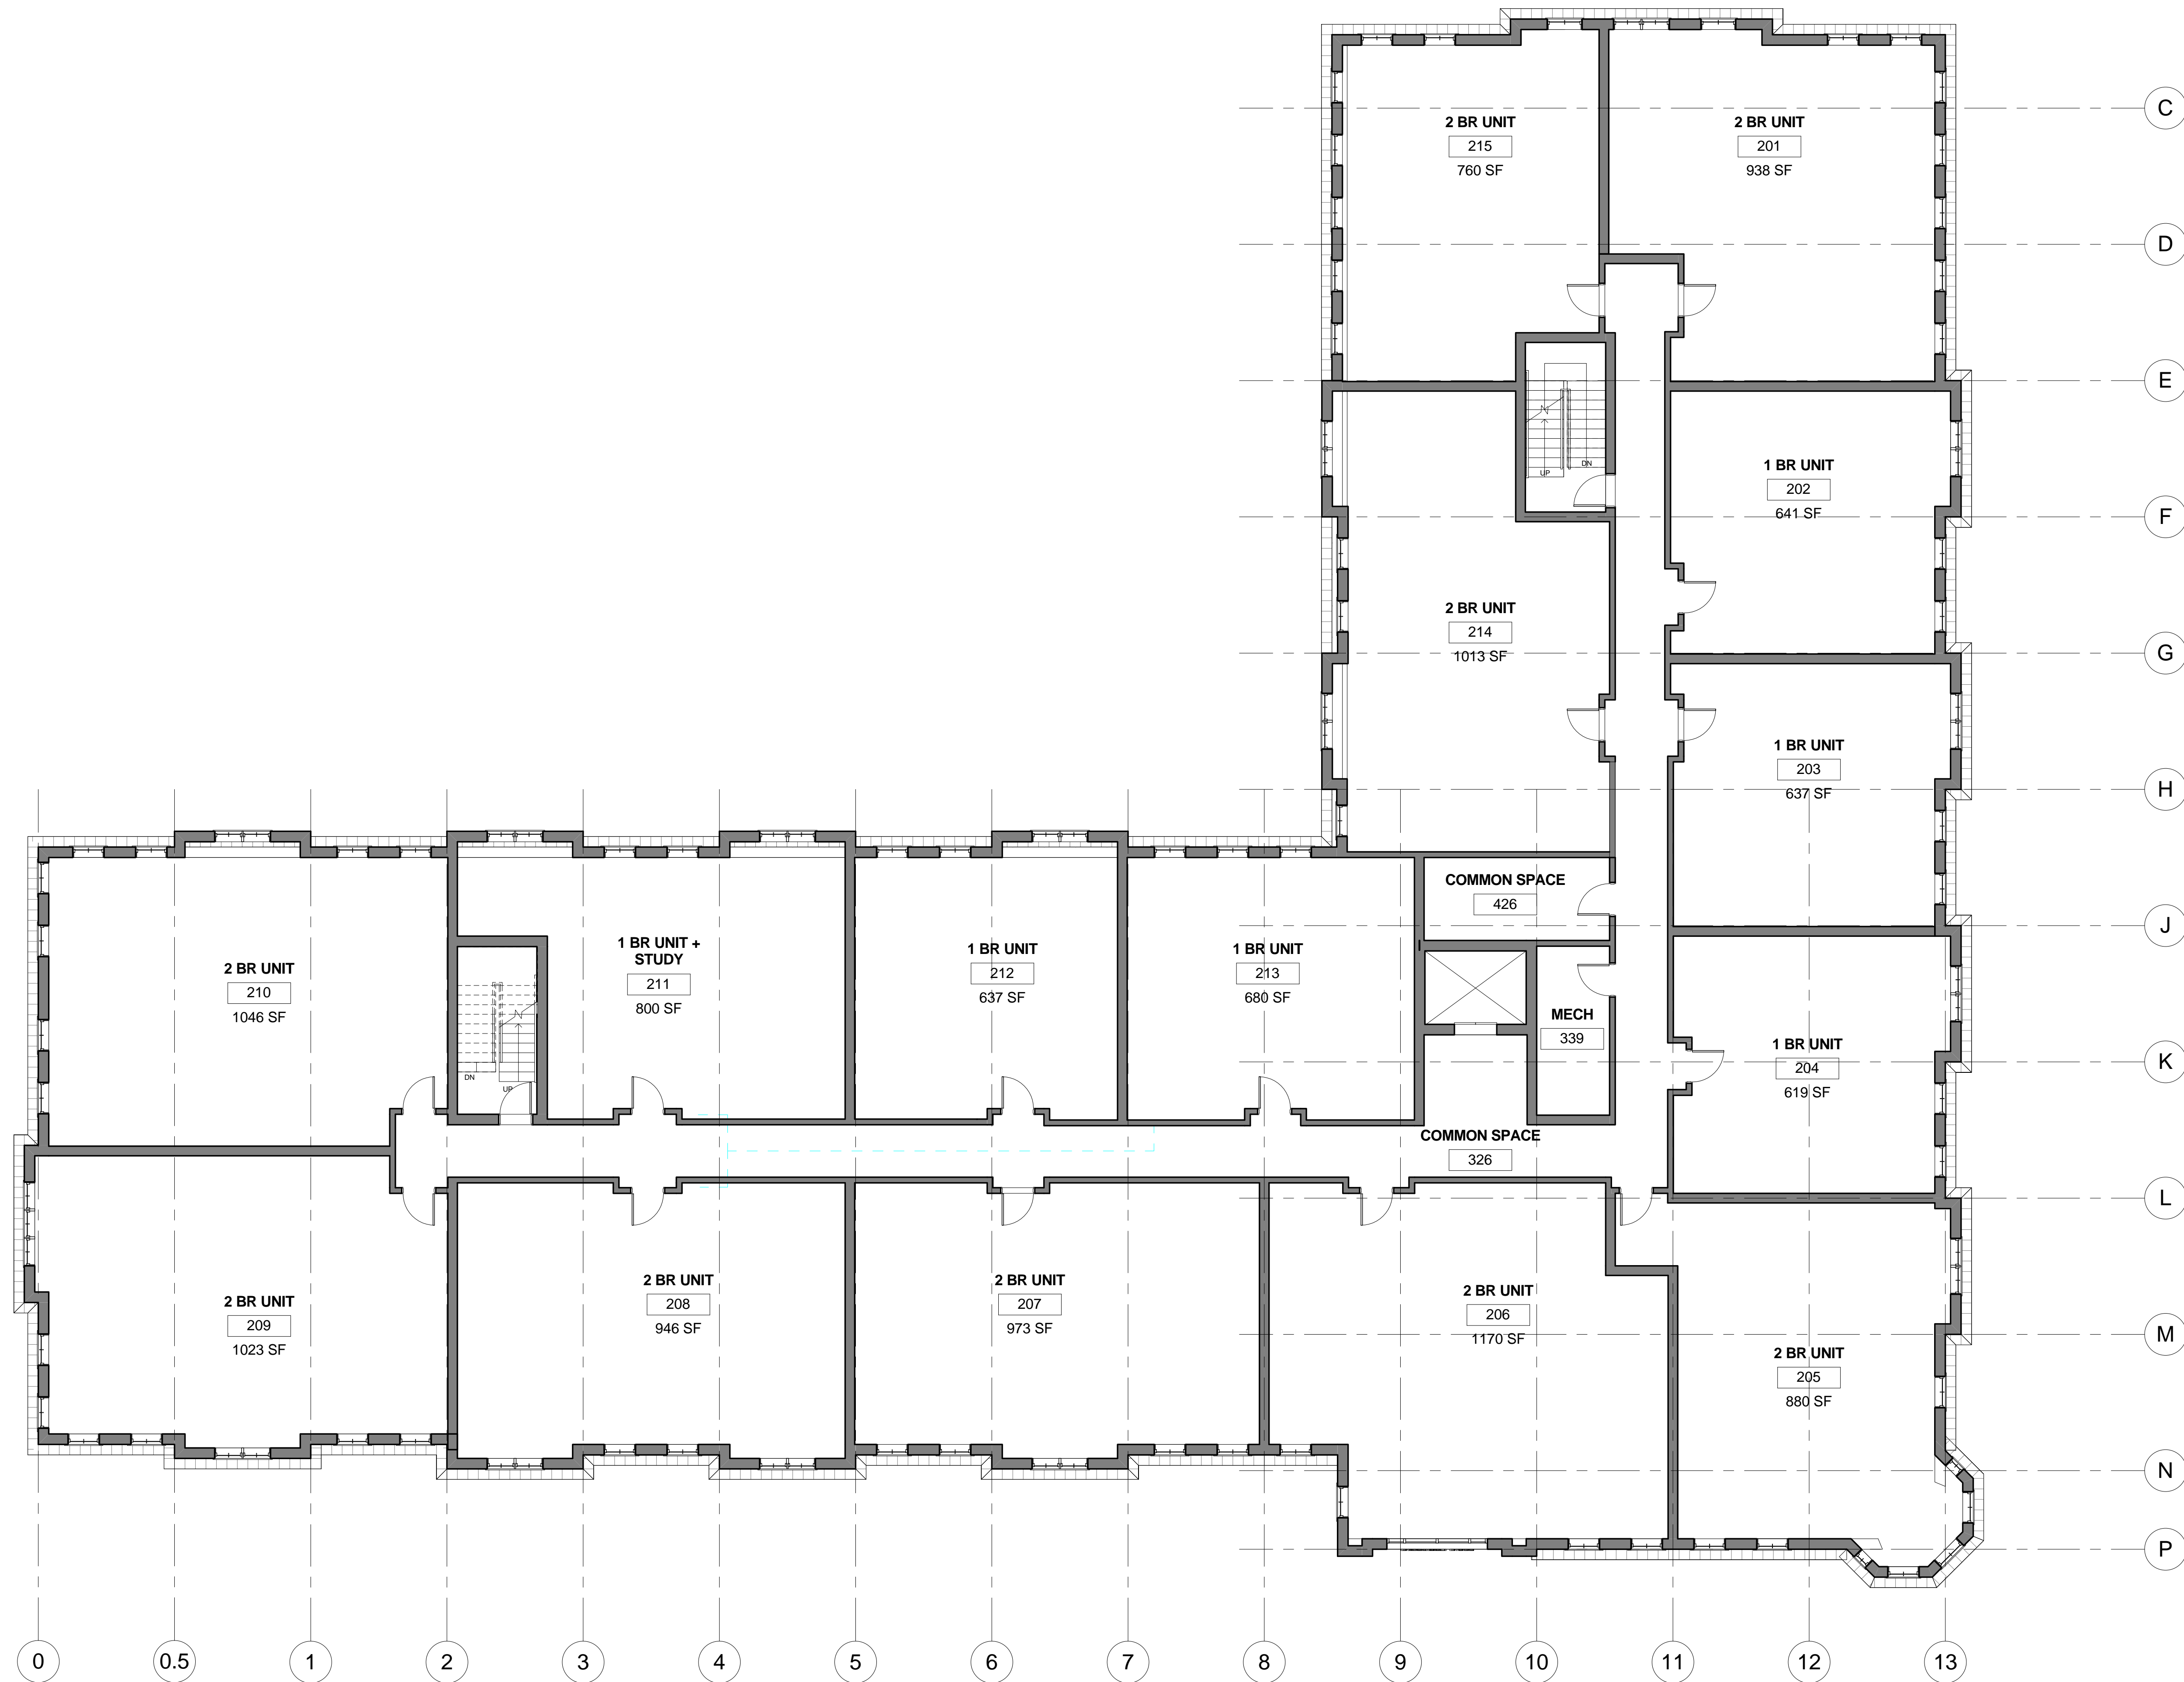 C
2 BR UNIT
215
760 SF
2 BR UNIT
201
938 SF
D
E
UP
DN
1 BR UNIT
202
641 SF
F
2 BR UNIT
214
1013 SF
G
1 BR UNIT
203
637 SF
H
COMMON SPACE
426
J
2 BR UNIT
210
1046 SF
1 BR UNIT +
STUDY
211
800 SF
1 BR UNIT
212
637 SF
1 BR UNIT
213
680 SF
MECH
339
1 BR UNIT
204
619 SF
K
DN
UP
COMMON SPACE
326
L
2 BR UNIT
209
1023 SF
2 BR UNIT
208
946 SF
2 BR UNIT
207
973 SF
2 BR UNIT
206
1170 SF
2 BR UNIT
205
880 SF
M
N
P
0
0.5
1
2
3
4
5
6
7
8
9
10
11
12
13